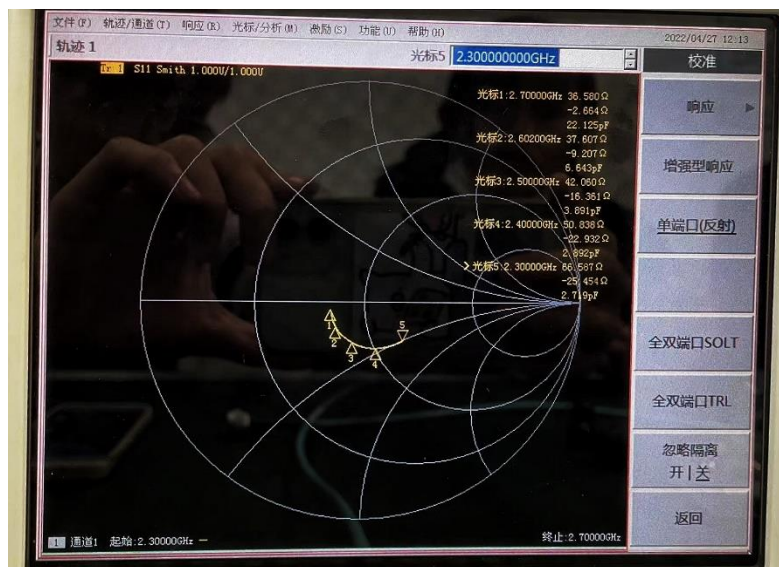 文件(F) 轨迹/通道(T) 响应(R) 光标/分析(M) 激励(S) 功能(U) 帮助(H)
2022/04/27 12:13
轨迹 1
光标5 2.300000000GHz
校准
Tr 1 S11 Smith 1.000U/1.000U
光标1:2.70000GHz 36.580Ω
-2.664Ω
22.125pF
光标2:2.60200GHz 37.607Ω
-9.207Ω
6.643pF
光标3:2.50000GHz 42.060Ω
-16.361Ω
3.891pF
光标4:2.40000GHz 50.838Ω
-22.932Ω
2.892pF
>光标5:2.30000GHz 66.587Ω
-25.454Ω
2.719pF
1
2
3
4
5
响应
增强型响应
单端口(反射)
全双端口SOLT
全双端口TRL
忽略隔离
开|关
返回
1 通道1 起始:2.30000GHz —
终止:2.70000GHz